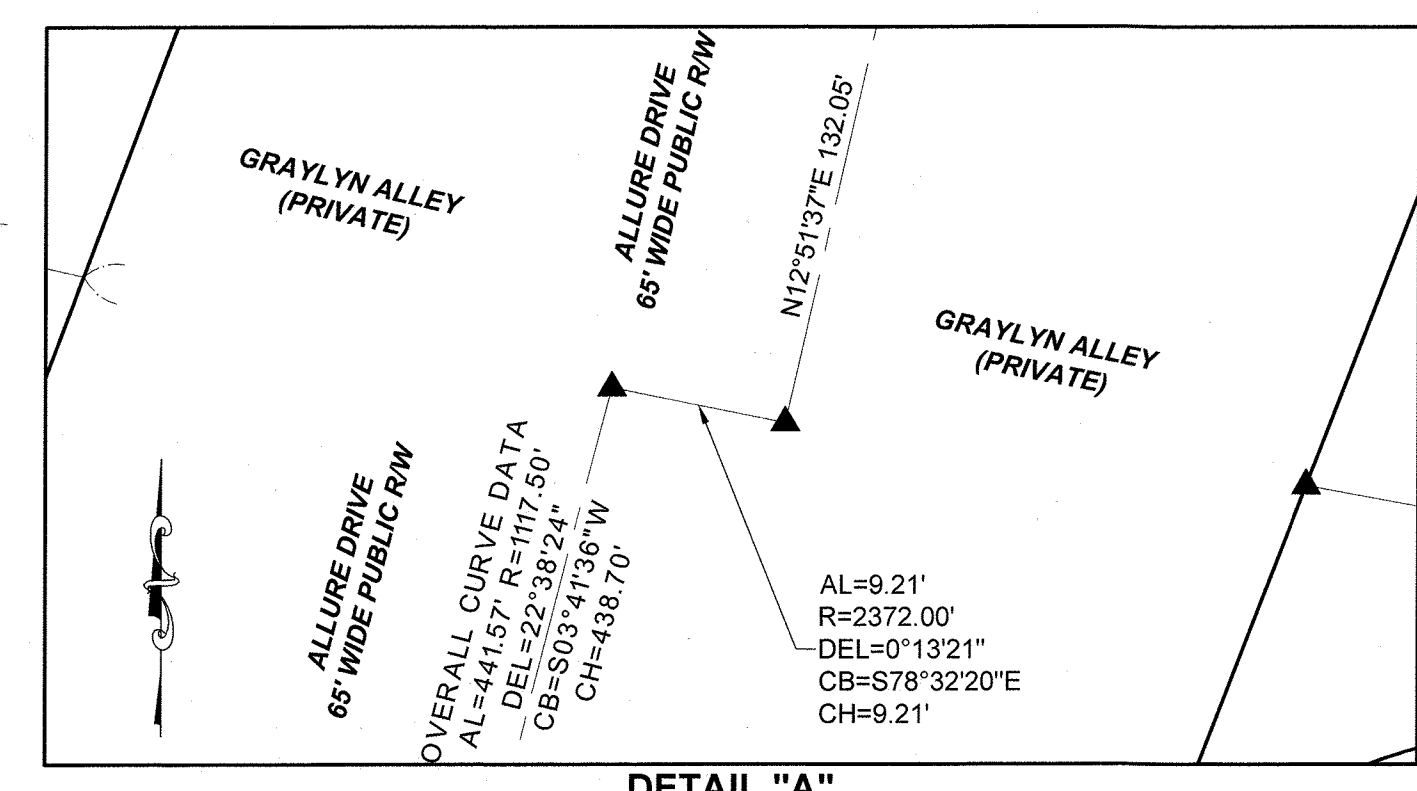 GRAYLYN ALLEY
(PRIVATE)
ALLURE DRIVE
65' WIDE PUBLIC R/W
N12°51'37"E 132.05'
GRAYLYN ALLEY
(PRIVATE)
ALLURE DRIVE
65' WIDE PUBLIC R/W
OVERALL CURVE DATA
AL=441.57' R=1117.50'
DEL=22°38'24"
CB=S03°41'36"W
CH=438.70'
AL=9.21'
R=2372.00'
DEL=0°13'21"
CB=S78°32'20"E
CH=9.21'
DETAIL "A"